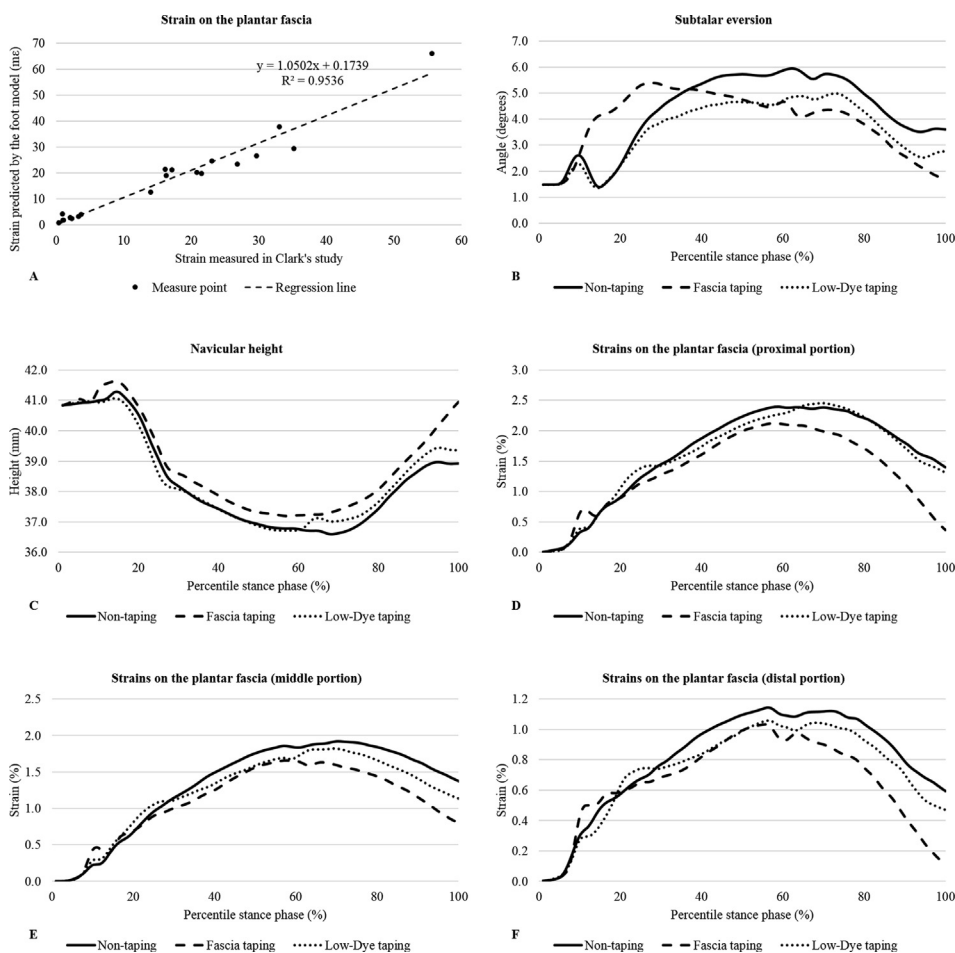 Strain on the plantar fascia
Strain predicted by the foot model (mε)
70
60
50
40
30
20
10
0
y = 1.0502x + 0.1739
R² = 0.9536
0 10 20 30 40 50 60
Strain measured in Clark's study
A
Measure point Regression line
Subtalar eversion
Angle (degrees)
7.0
6.0
5.0
4.0
3.0
2.0
1.0
0.0
0 20 40 60 80 100
Percentile stance phase (%)
B
Non-taping Fascia taping Low-Dye taping
Navicular height
Height (mm)
42.0
41.0
40.0
39.0
38.0
37.0
36.0
0 20 40 60 80 100
Percentile stance phase (%)
C
Non-taping Fascia taping Low-Dye taping
Strains on the plantar fascia (proximal portion)
Strain (%)
3.0
2.5
2.0
1.5
1.0
0.5
0.0
0 20 40 60 80 100
Percentile stance phase (%)
D
Non-taping Fascia taping Low-Dye taping
Strains on the plantar fascia (middle portion)
Strain (%)
2.5
2.0
1.5
1.0
0.5
0.0
0 20 40 60 80 100
Percentile stance phase (%)
E
Non-taping Fascia taping Low-Dye taping
Strains on the plantar fascia (distal portion)
Strain (%)
1.2
1.0
0.8
0.6
0.4
0.2
0.0
0 20 40 60 80 100
Percentile stance phase (%)
F
Non-taping Fascia taping Low-Dye taping